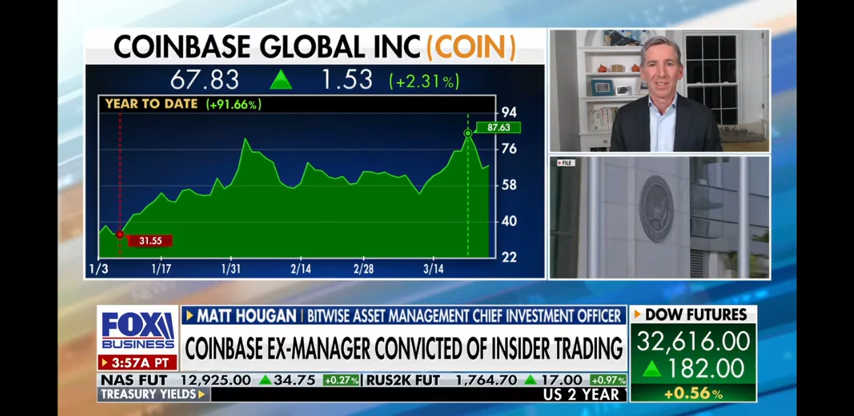 COINBASE GLOBAL INC (COIN)
67.83 ▲ 1.53 (+2.31%)
YEAR TO DATE (+91.66%)
94
87.63
76
58
40
31.55
22
1/3 1/17 1/31 2/14 2/28 3/14
FILE
FOX
BUSINESS
3:57A PT
MATT HOUGAN | BITWISE ASSET MANAGEMENT CHIEF INVESTMENT OFFICER
COINBASE EX-MANAGER CONVICTED OF INSIDER TRADING
DOW FUTURES
32,616.00
▲ 182.00
+0.56%
NAS FUT 12,925.00 ▲ 34.75 +0.27% RUS2K FUT 1,764.70 ▲ 17.00 +0.97%
TREASURY YIELDS US 2 YEAR